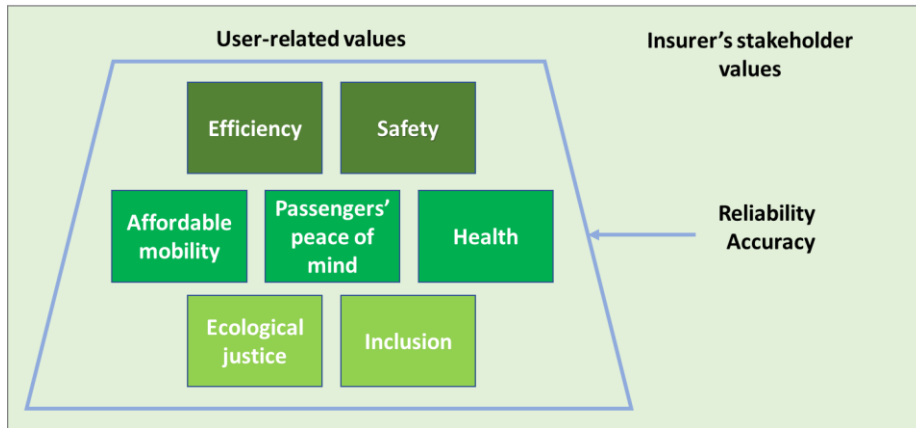 User-related values
Insurer’s stakeholder
values
Efficiency
Safety
Affordable
mobility
Passengers’
peace of
mind
Health
Reliability
Accuracy
Ecological
justice
Inclusion